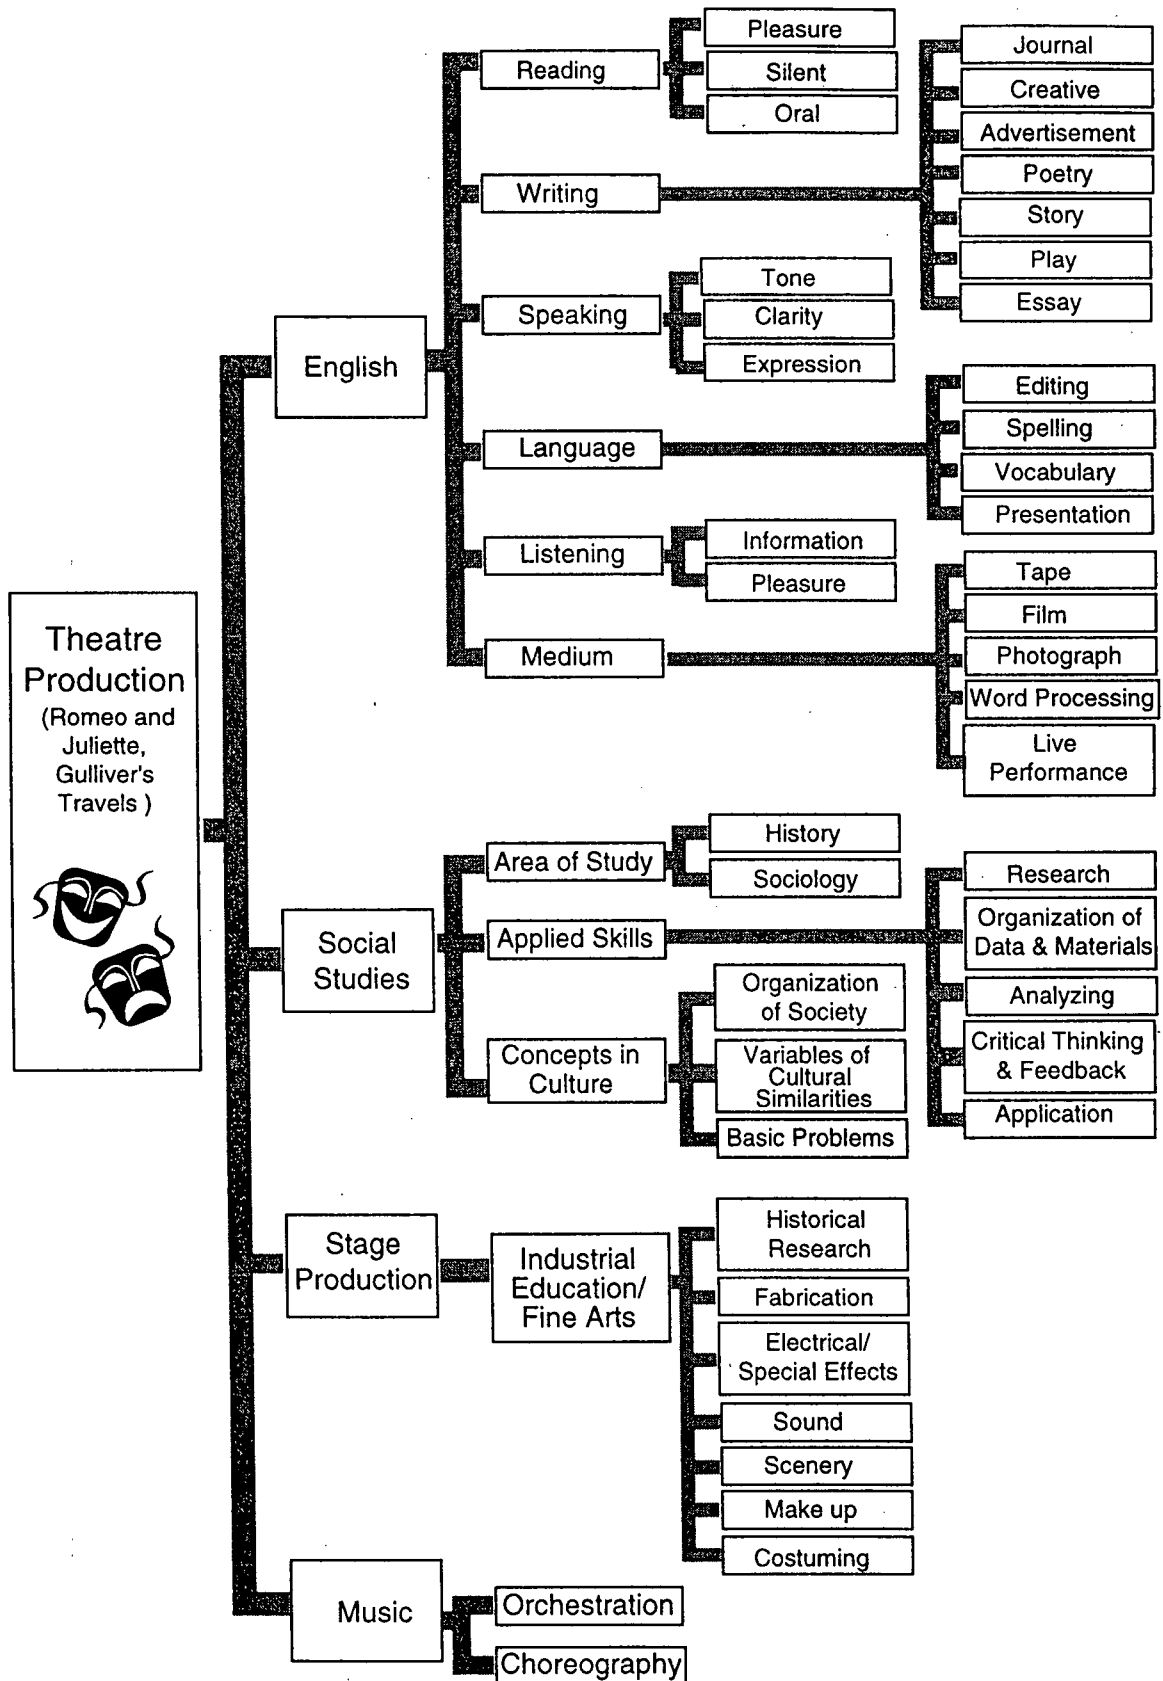 Theatre
Production
(Romeo and
Juliette,
Gulliver's
Travels )
English
Reading
Pleasure
Silent
Oral
Writing
Journal
Creative
Advertisement
Poetry
Story
Play
Essay
Speaking
Tone
Clarity
Expression
Language
Editing
Spelling
Vocabulary
Presentation
Listening
Information
Pleasure
Medium
Tape
Film
Photograph
Word Processing
Live
Performance
Social
Studies
Area of Study
History
Sociology
Applied Skills
Research
Organization of
Data & Materials
Analyzing
Critical Thinking
& Feedback
Application
Concepts in
Culture
Organization
of Society
Variables of
Cultural
Similarities
Basic Problems
Stage
Production
Industrial
Education/
Fine Arts
Historical
Research
Fabrication
Electrical/
Special Effects
Sound
Scenery
Make up
Costuming
Music
Orchestration
Choreography